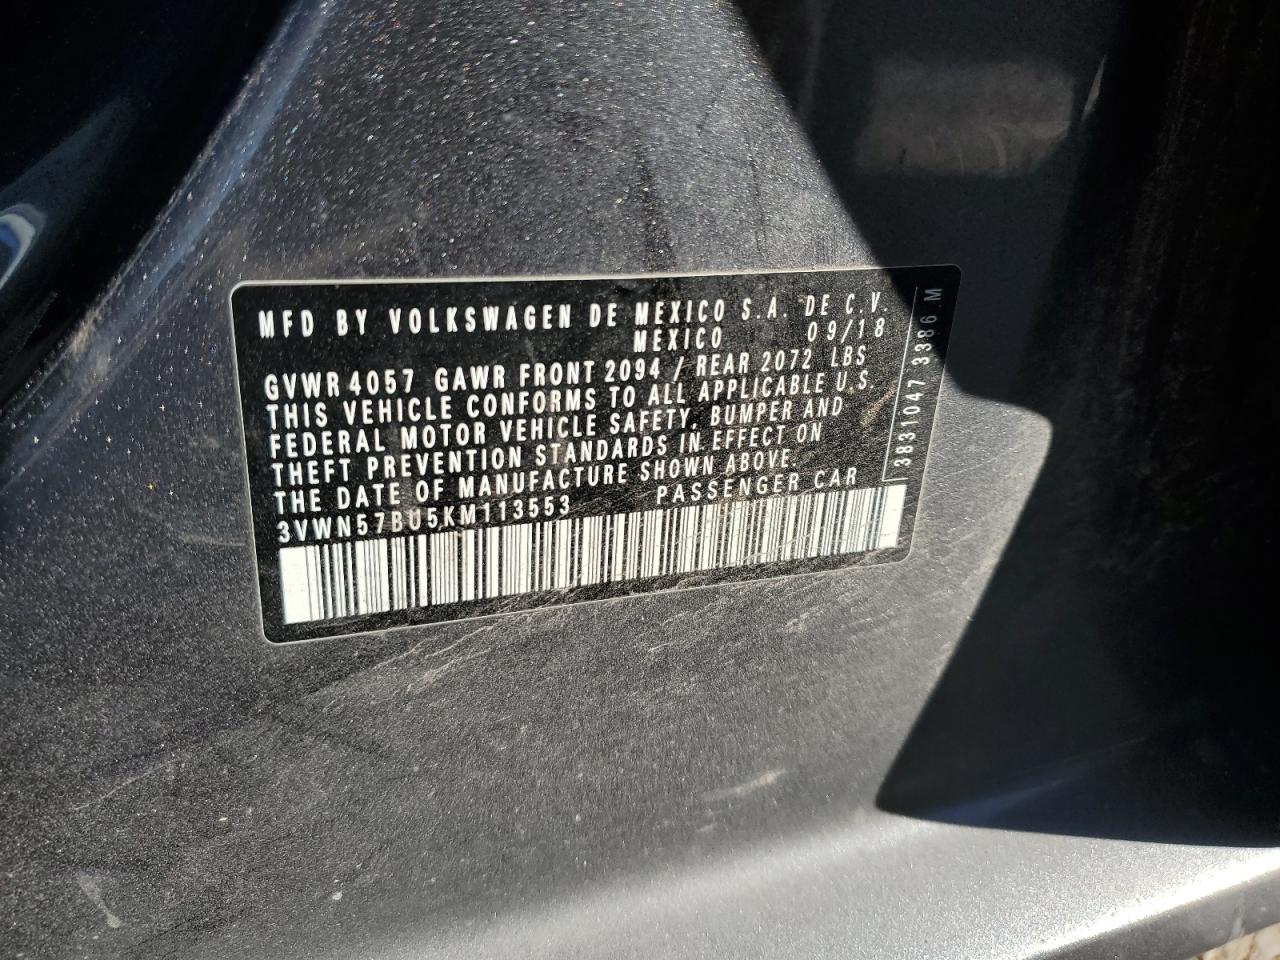 MFD BY VOLKSWAGEN DE MEXICO S.A. DE C.V.
MEXICO 09/18
GVWR 4057 GAWR FRONT 2094 / REAR 2072 LBS
THIS VEHICLE CONFORMS TO ALL APPLICABLE U.S.
FEDERAL MOTOR VEHICLE SAFETY, BUMPER AND
THEFT PREVENTION STANDARDS IN EFFECT ON
THE DATE OF MANUFACTURE SHOWN ABOVE.
3VWN57BU5KM113553 PASSENGER CAR
3831047 3386 M